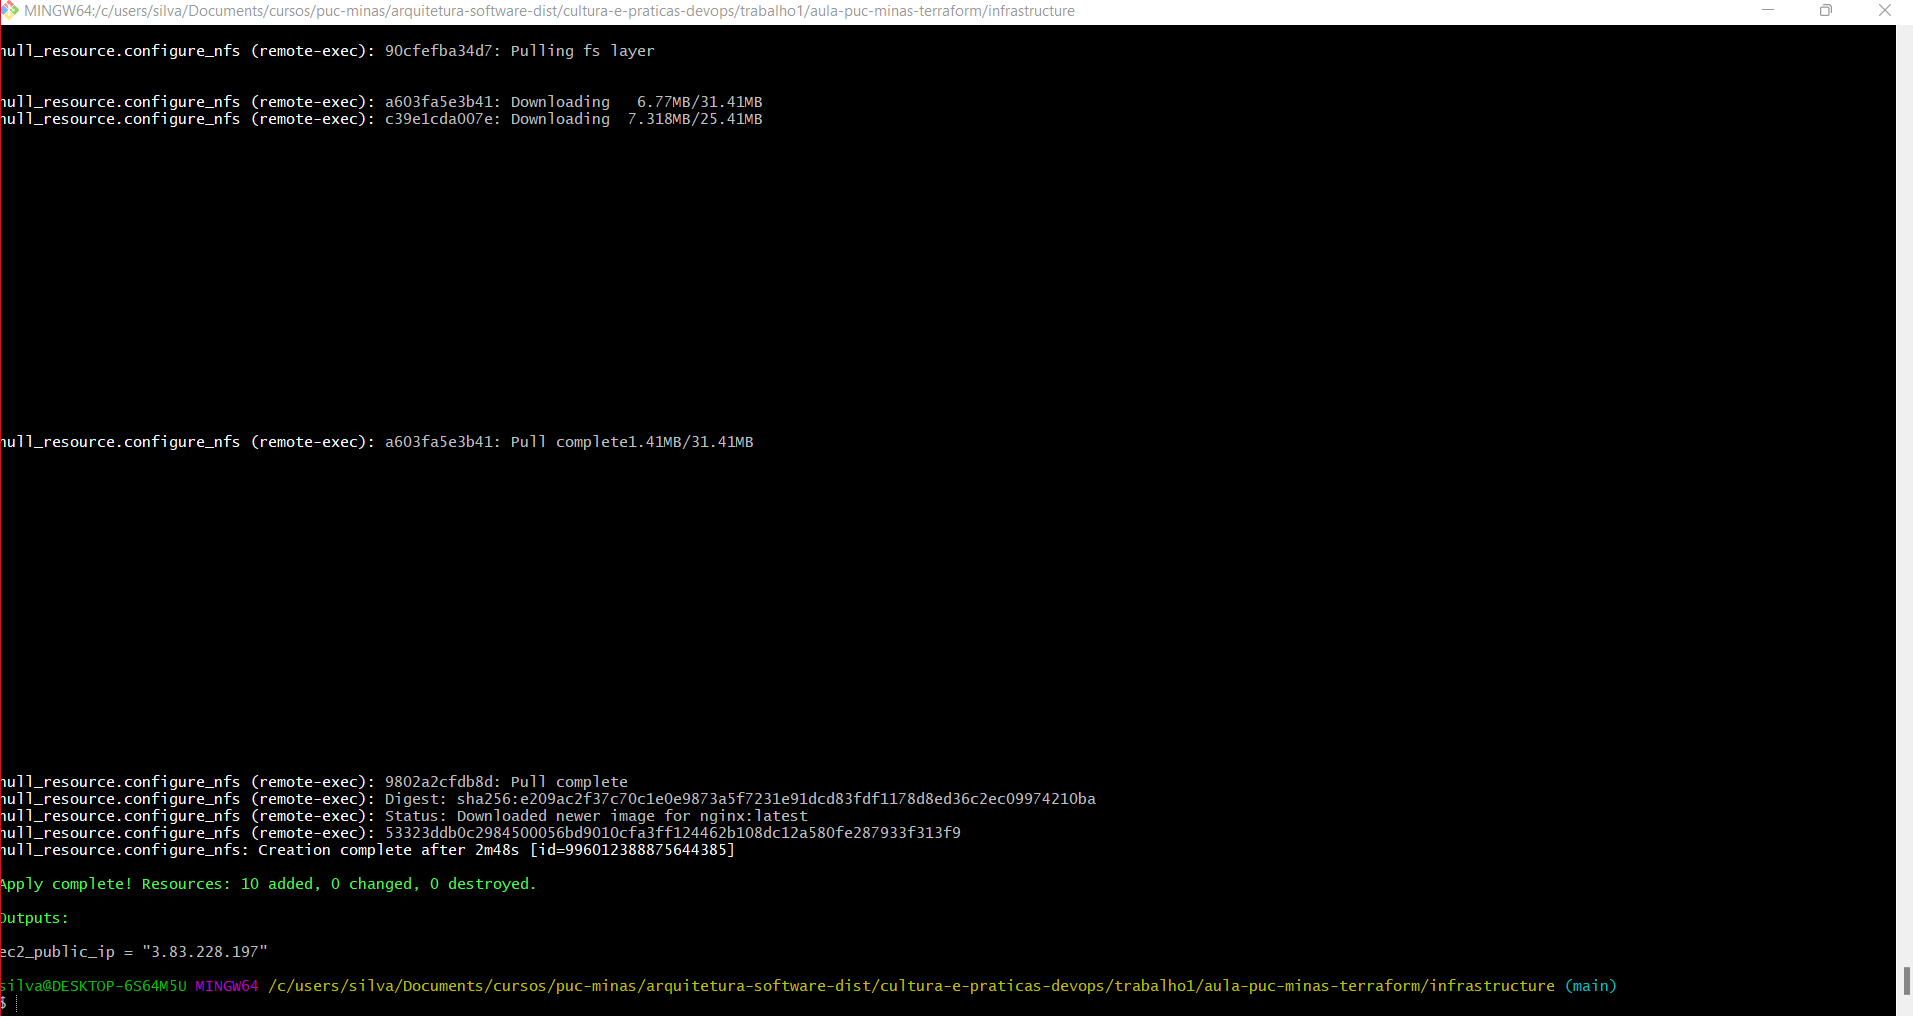 MINGW64:/c/users/silva/Documents/cursos/puc-minas/arquitetura-software-dist/cultura-e-praticas-devops/trabalho1/aula-puc-minas-terraform/infrastructure
null_resource.configure_nfs (remote-exec): 90cfefba34d7: Pulling fs layer
null_resource.configure_nfs (remote-exec): a603fa5e3b41: Downloading   6.77MB/31.41MB
null_resource.configure_nfs (remote-exec): c39e1cda007e: Downloading  7.318MB/25.41MB
null_resource.configure_nfs (remote-exec): a603fa5e3b41: Pull complete1.41MB/31.41MB
null_resource.configure_nfs (remote-exec): 9802a2cfdb8d: Pull complete
null_resource.configure_nfs (remote-exec): Digest: sha256:e209ac2f37c70c1e0e9873a5f7231e91dcd83fdf1178d8ed36c2ec09974210ba
null_resource.configure_nfs (remote-exec): Status: Downloaded newer image for nginx:latest
null_resource.configure_nfs (remote-exec): 53323ddb0c2984500056bd9010cfa3ff124462b108dc12a580fe287933f313f9
null_resource.configure_nfs: Creation complete after 2m48s [id=996012388875644385]
Apply complete! Resources: 10 added, 0 changed, 0 destroyed.
Outputs:
ec2_public_ip = "3.83.228.197"
silva@DESKTOP-6S64M5U MINGW64 /c/users/silva/Documents/cursos/puc-minas/arquitetura-software-dist/cultura-e-praticas-devops/trabalho1/aula-puc-minas-terraform/infrastructure (main)
$